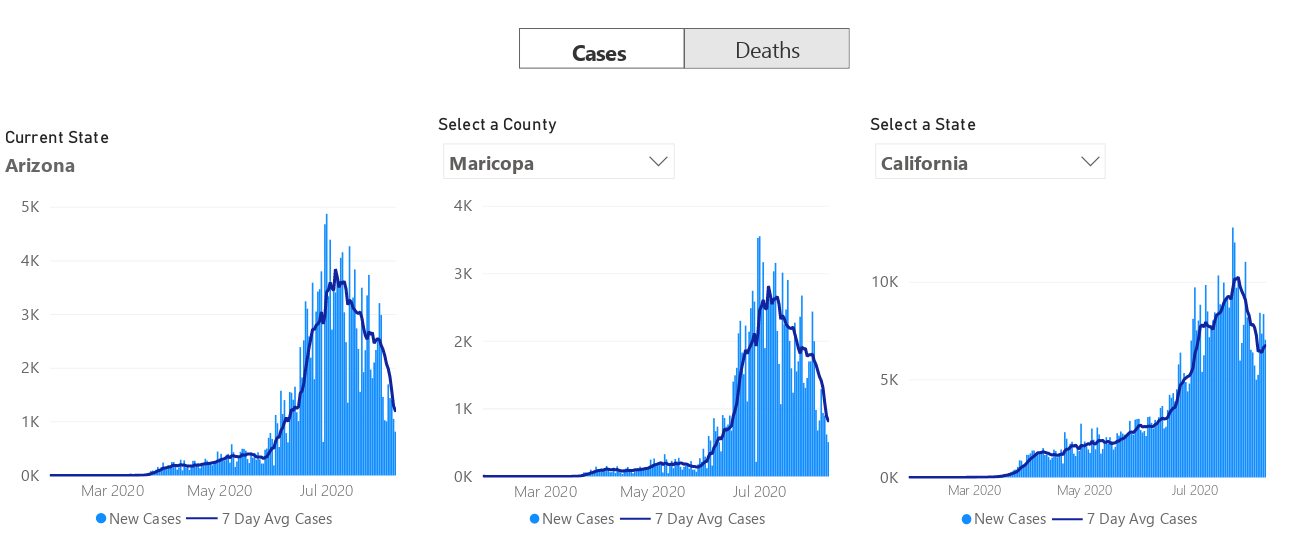 Cases Deaths
Current State
Arizona
5K
4K
3K
2K
1K
0K
Mar 2020 May 2020 Jul 2020
New Cases 7 Day Avg Cases
Select a County
Maricopa
4K
3K
2K
1K
0K
Mar 2020 May 2020 Jul 2020
New Cases 7 Day Avg Cases
Select a State
California
10K
5K
0K
Mar 2020 May 2020 Jul 2020
New Cases 7 Day Avg Cases